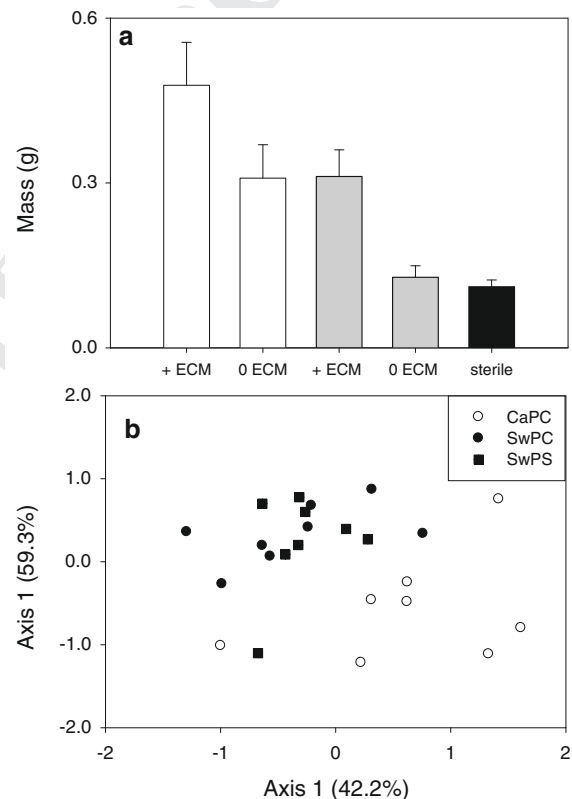 a
0.6
0.3
0.0
Mass (g)
+ ECM 0 ECM + ECM 0 ECM sterile
b
CaPC
SwPC
SwPS
2.0
1.0
0.0
-1.0
-2.0
Axis 1 (59.3%)
-2 -1 0 1 2
Axis 1 (42.2%)